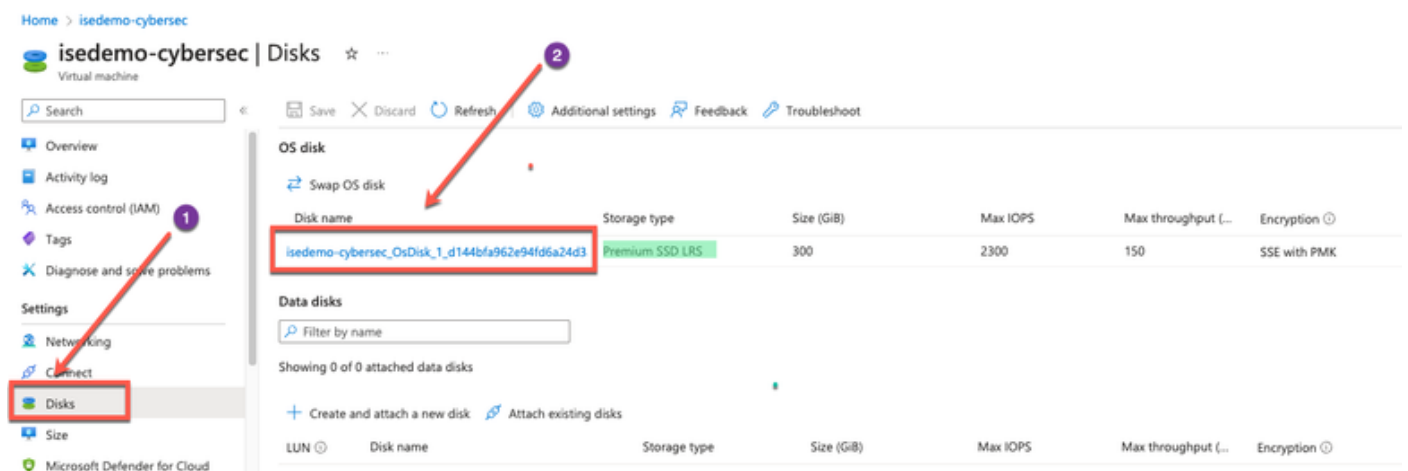 Home > isedemo-cybersec
isedemo-cybersec | Disks ☆ ···
Virtual machine
2
Search «
Save Discard Refresh Additional settings Feedback Troubleshoot
Overview
Activity log
Access control (IAM)
Tags
Diagnose and solve problems
Settings
Networking
Connect
Disks
Size
Microsoft Defender for Cloud
1
OS disk
Swap OS disk
Disk name Storage type Size (GiB) Max IOPS Max throughput (... Encryption
isedemo-cybersec_OsDisk_1_d144bfa962e94fd6a24d3 Premium SSD LRS 300 2300 150 SSE with PMK
Data disks
Filter by name
Showing 0 of 0 attached data disks
Create and attach a new disk Attach existing disks
LUN Disk name Storage type Size (GiB) Max IOPS Max throughput (... Encryption